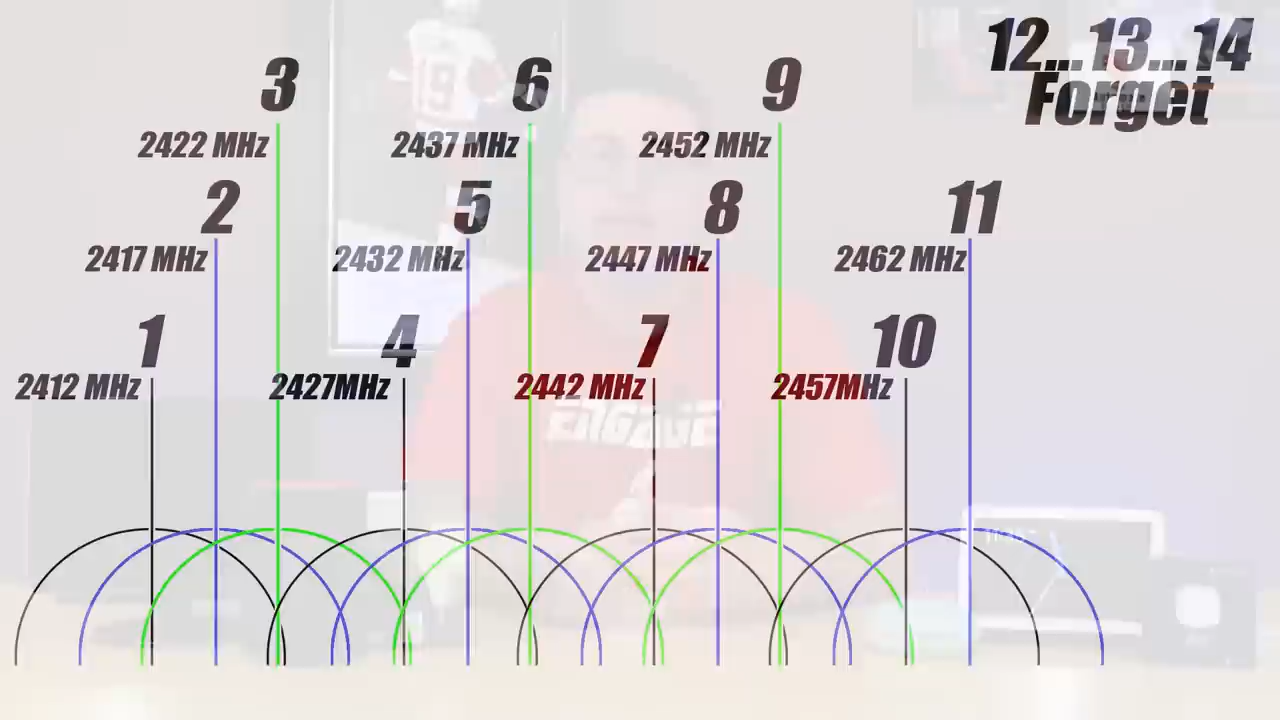 12...13...14
Forget
3
6
9
2422 MHz
2437 MHz
2452 MHz
2
5
8
11
2417 MHz
2432 MHz
2447 MHz
2462 MHz
1
4
7
10
2412 MHz
2427MHz
2442 MHz
2457MHz
ENGAGE
19